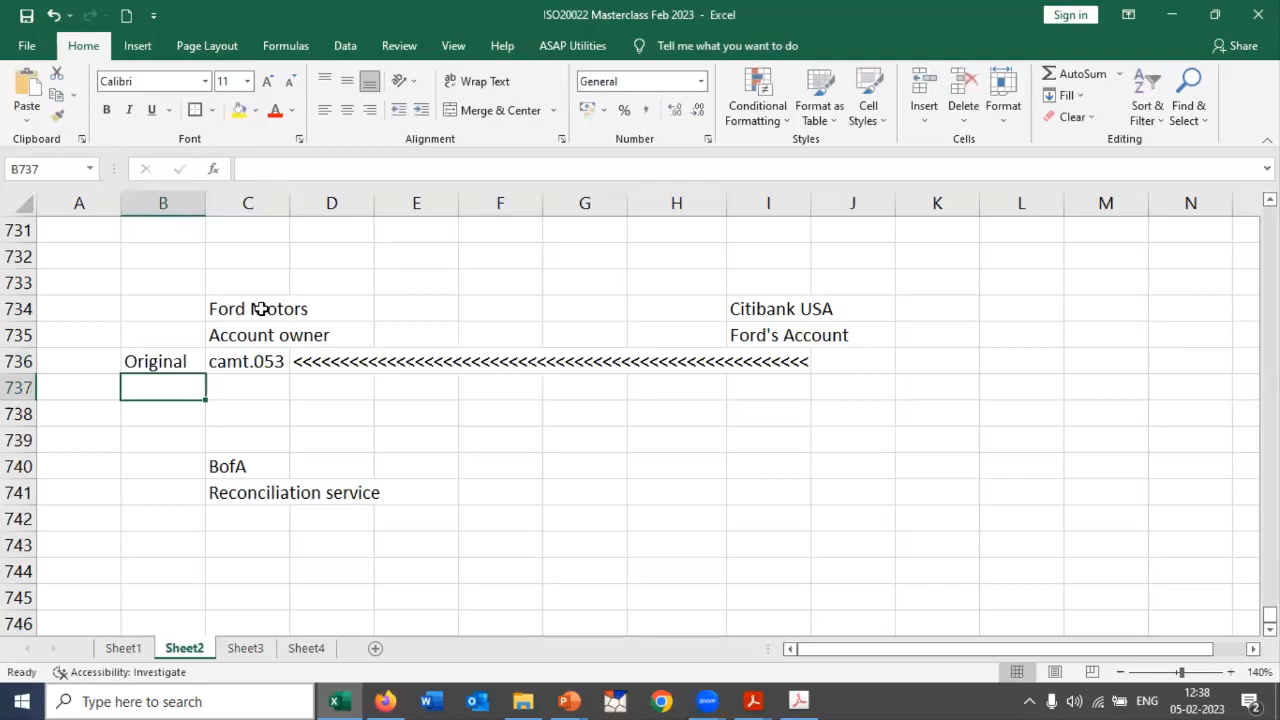 ISO20022 Masterclass Feb 2023 - Excel
Sign in
File Home Insert Page Layout Formulas Data Review View Help ASAP Utilities Tell me what you want to do Share
Paste
Calibri 11 A A
B I U A
Wrap Text
Merge & Center
General
%
Conditional Formatting
Format as Table
Cell Styles
Insert
Delete
Format
AutoSum
Fill
Clear
Sort & Filter
Find & Select
Clipboard Font Alignment Number Styles Cells Editing
B737 fx
A B C D E F G H I J K L M N
731
732
733
734 Ford Motors Citibank USA
735 Account owner Ford's Account
736 Original camt.053 <<<<<<<<<<<<<<<<<<<<<<<<<<<<<<<<<<<<<<<<<<<<<<<<<<<<<<<
737
738
739
740 BofA
741 Reconciliation service
742
743
744
745
746
Sheet1 Sheet2 Sheet3 Sheet4
Ready Accessibility: Investigate 140%
Type here to search
ENG
12:38
05-02-2023
2